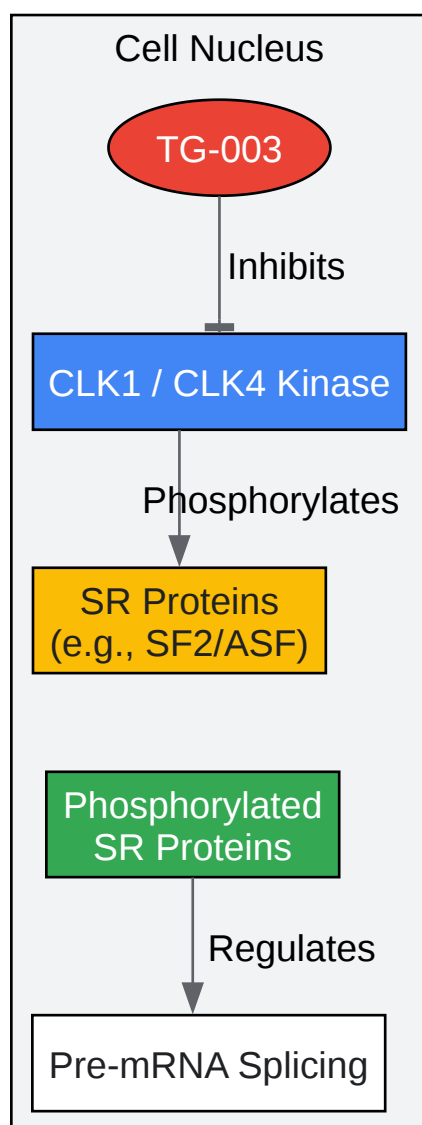 Cell Nucleus
TG-003
Inhibits
CLK1 / CLK4 Kinase
Phosphorylates
SR Proteins
(e.g., SF2/ASF)
Phosphorylated
SR Proteins
Regulates
Pre-mRNA Splicing